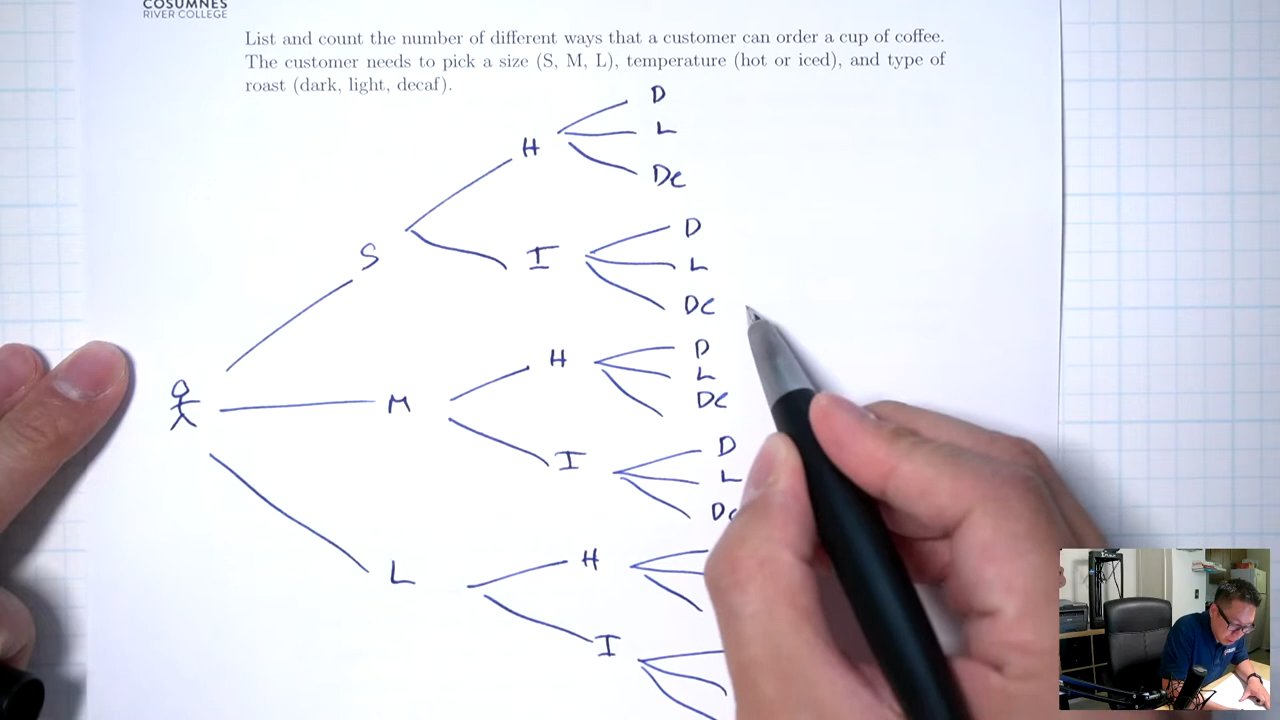 COSUMNES
RIVER COLLEGE
List and count the number of different ways that a customer can order a cup of coffee.
The customer needs to pick a size (S, M, L), temperature (hot or iced), and type of
roast (dark, light, decaf).
D
H
L
DC
S
D
I
L
DC
D
H
L
M
DC
D
I
L
DC
H
L
I